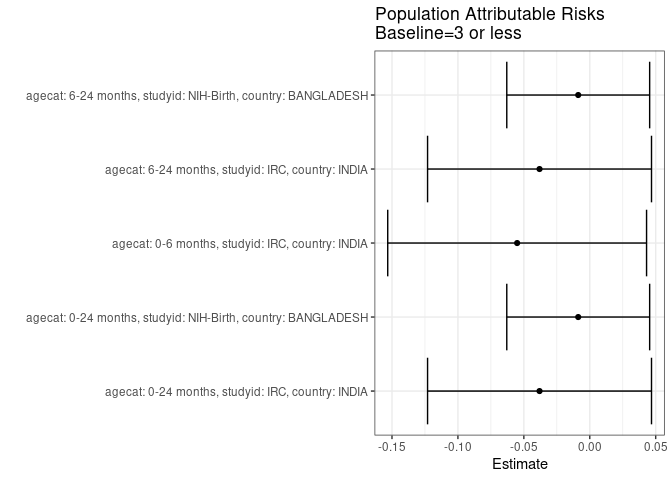 Population Attributable Risks
Baseline=3 or less
agecat: 6-24 months, studyid: NIH-Birth, country: BANGLADESH
agecat: 6-24 months, studyid: IRC, country: INDIA
agecat: 0-6 months, studyid: IRC, country: INDIA
agecat: 0-24 months, studyid: NIH-Birth, country: BANGLADESH
agecat: 0-24 months, studyid: IRC, country: INDIA
-0.15 -0.10 -0.05 0.00 0.05
Estimate